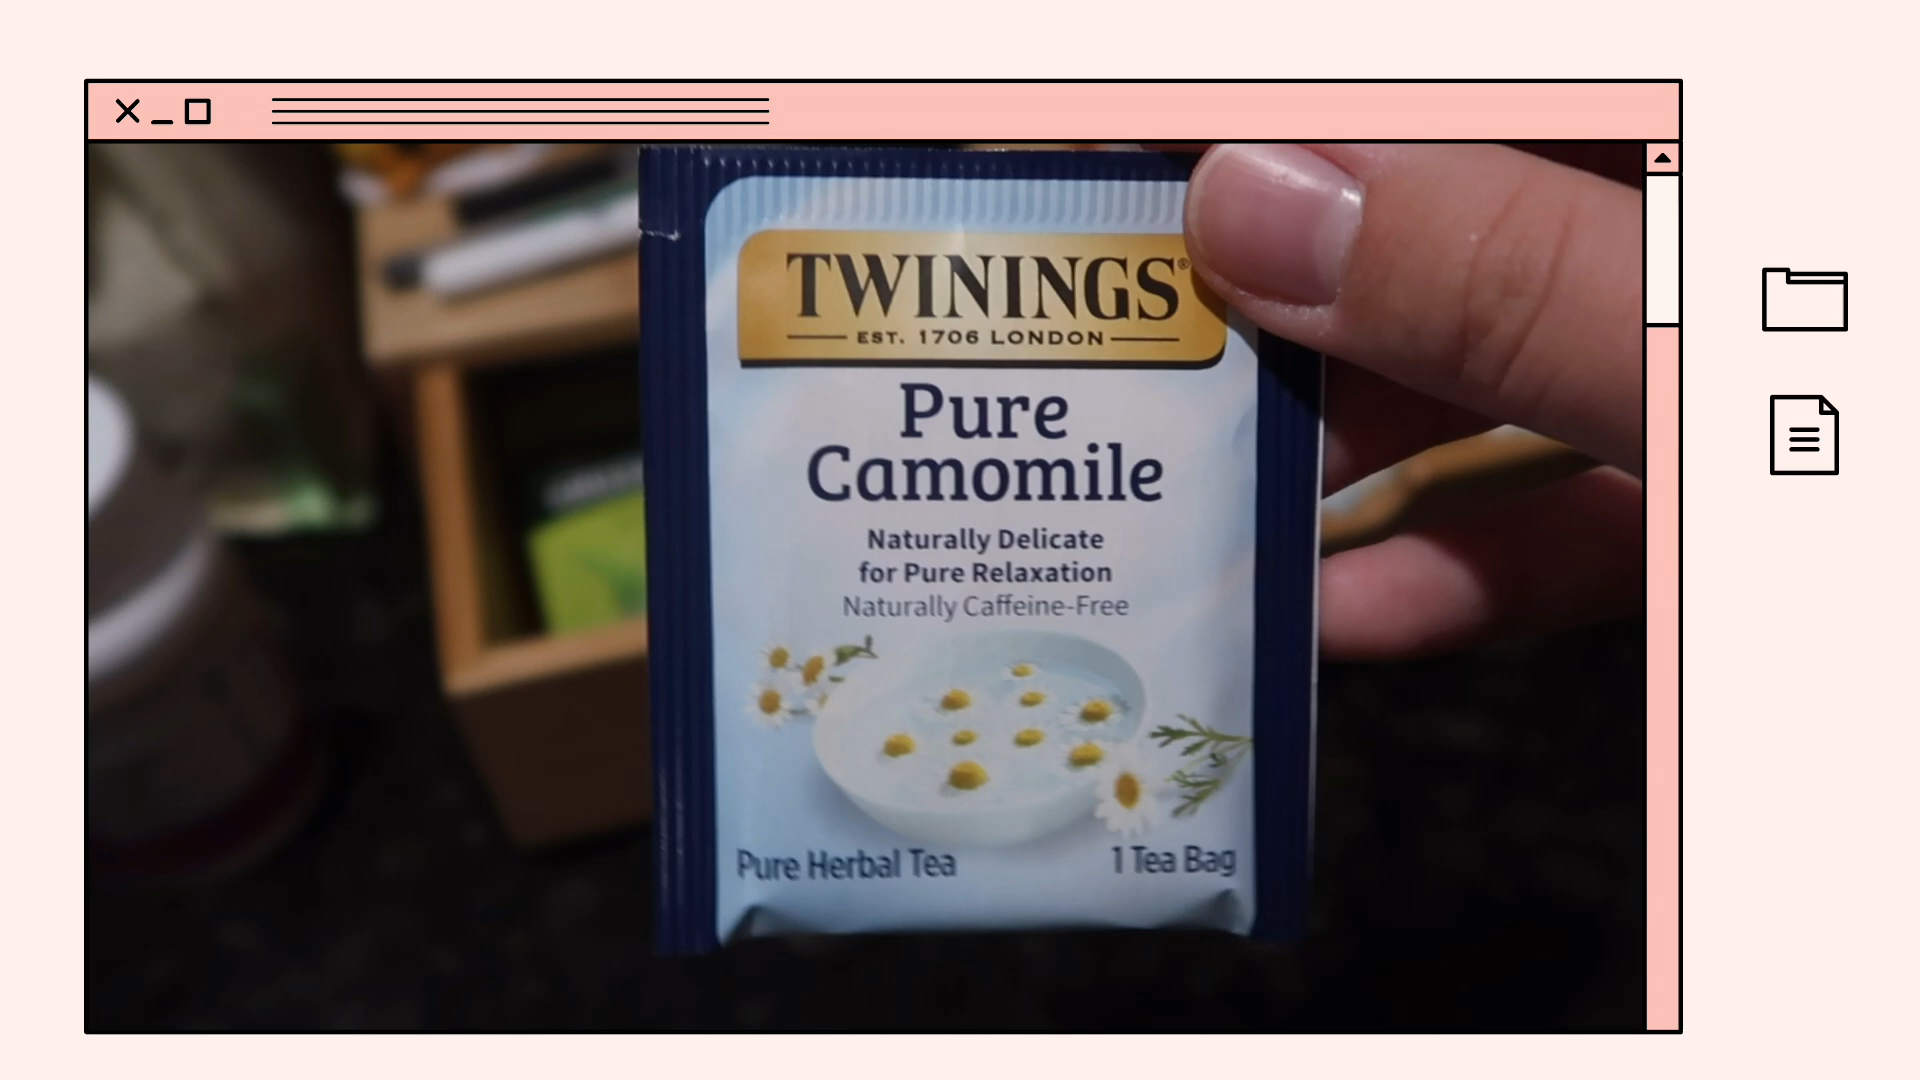 TWININGS®
EST. 1706 LONDON
Pure
Camomile
Naturally Delicate
for Pure Relaxation
Naturally Caffeine-Free
Pure Herbal Tea
1 Tea Bag